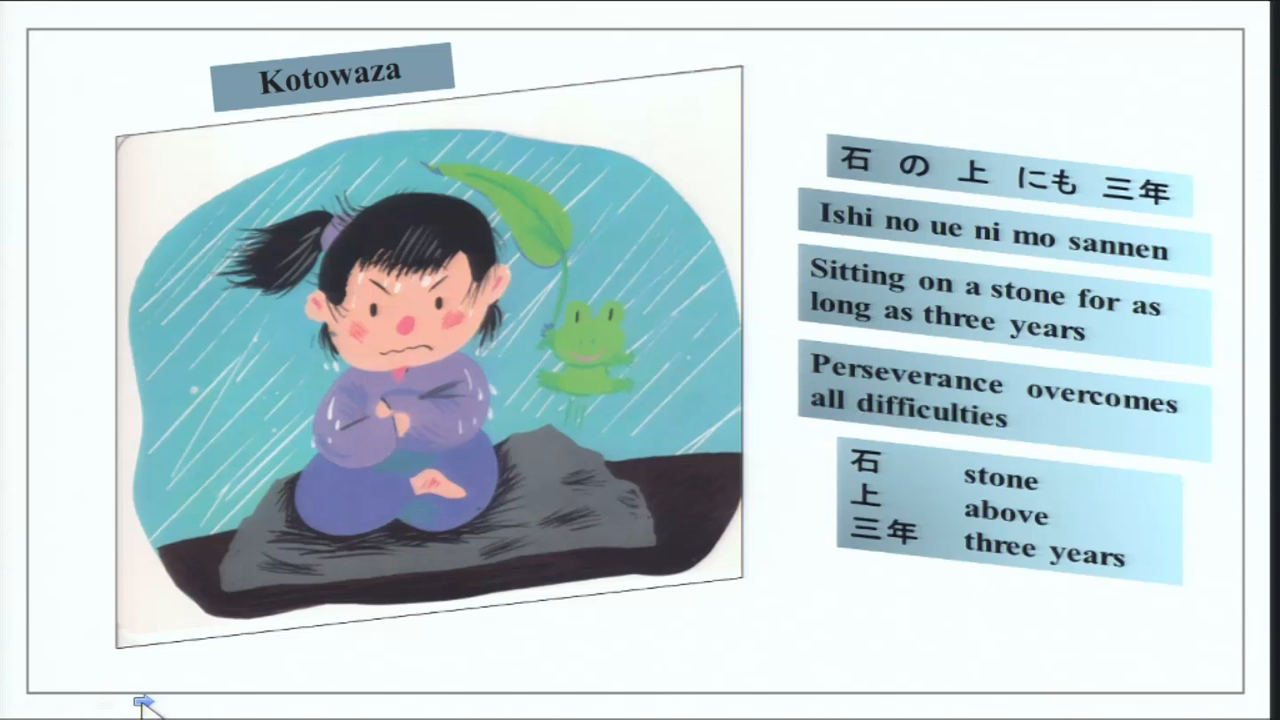 Kotowaza
石 の 上 にも 三年
Ishi no ue ni mo sannen
Sitting on a stone for as
long as three years
Perseverance overcomes
all difficulties
石 stone
上 above
三年 three years